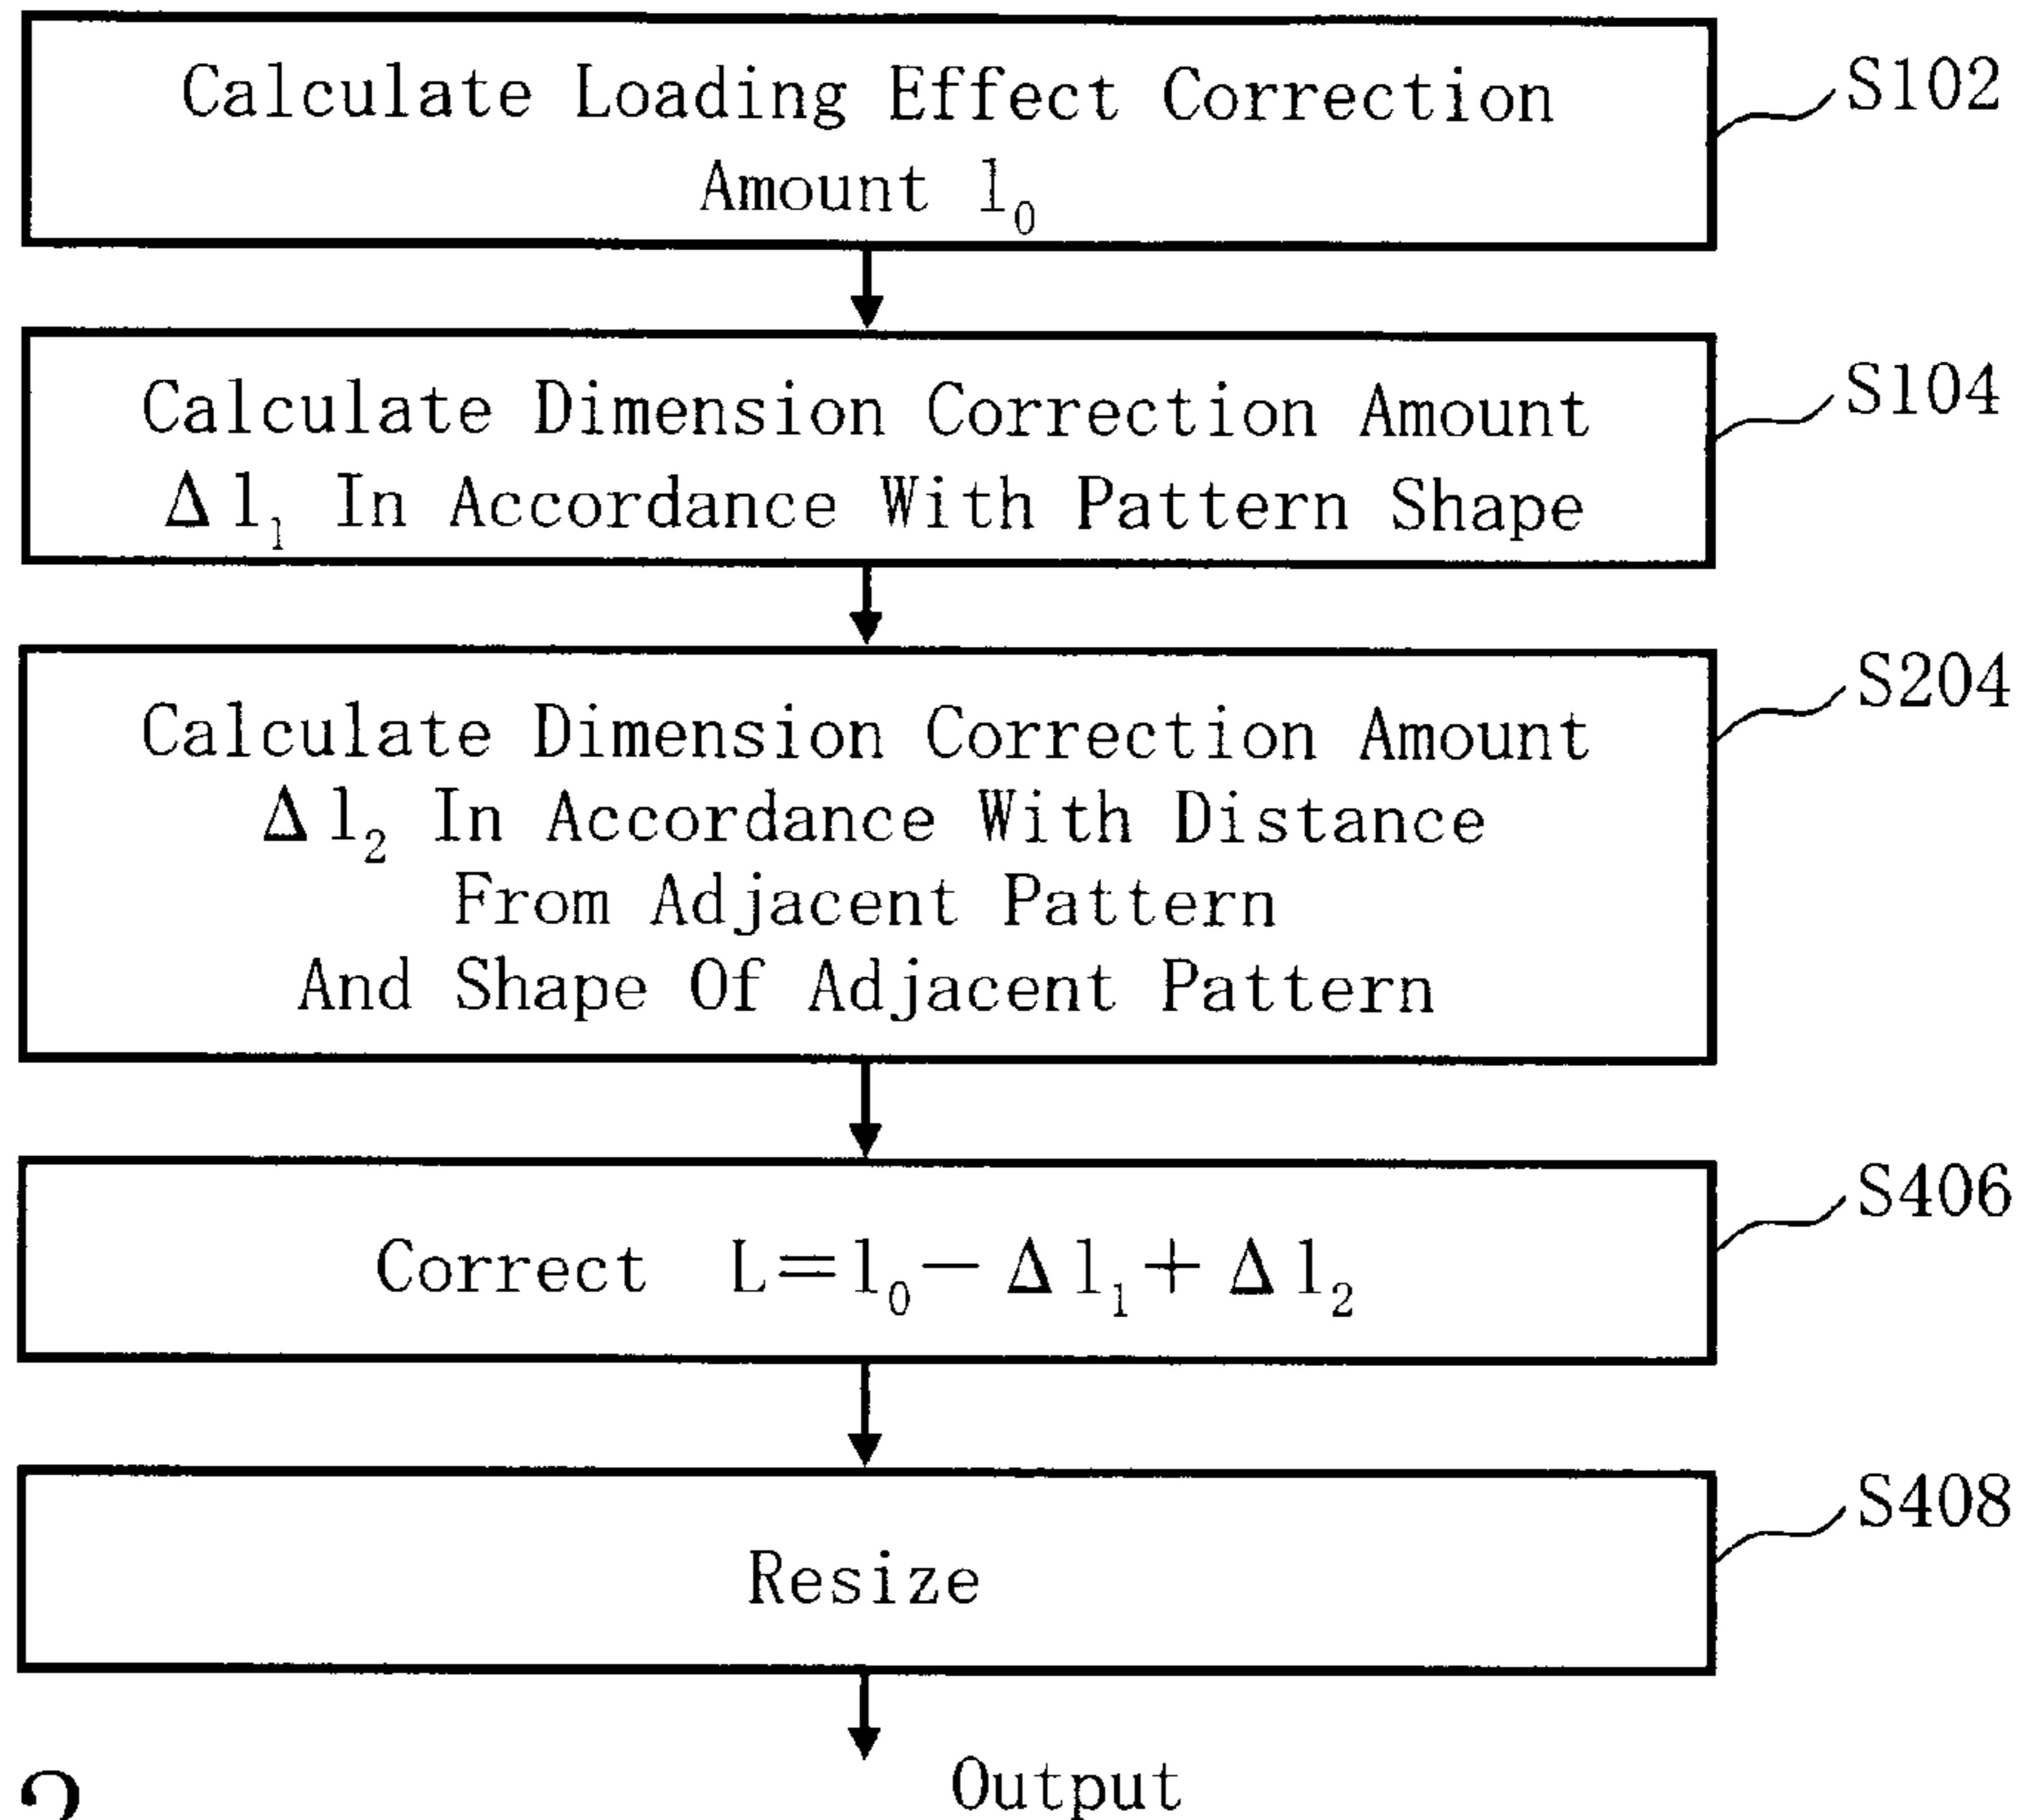 Calculate Loading Effect Correction
Amount l₀
S102
Calculate Dimension Correction Amount
Δl₁ In Accordance With Pattern Shape
S104
Calculate Dimension Correction Amount
Δl₂ In Accordance With Distance
From Adjacent Pattern
And Shape Of Adjacent Pattern
S204
Correct L=l₀-Δl₁+Δl₂
S406
Resize
S408
Output